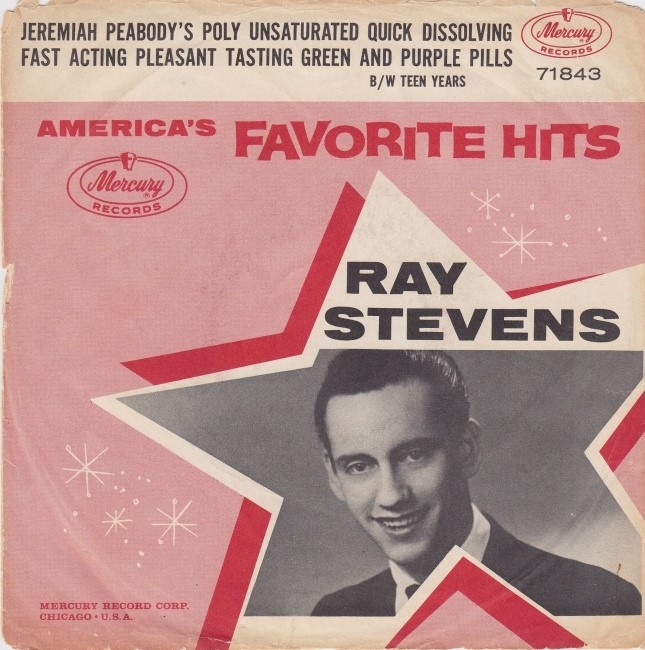 JEREMIAH PEABODY'S POLY UNSATURATED QUICK DISSOLVING
FAST ACTING PLEASANT TASTING GREEN AND PURPLE PILLS
B/W TEEN YEARS
Mercury
RECORDS
71843
AMERICA'S FAVORITE HITS
Mercury
RECORDS
RAY
STEVENS
MERCURY RECORD CORP.
CHICAGO • U.S.A.